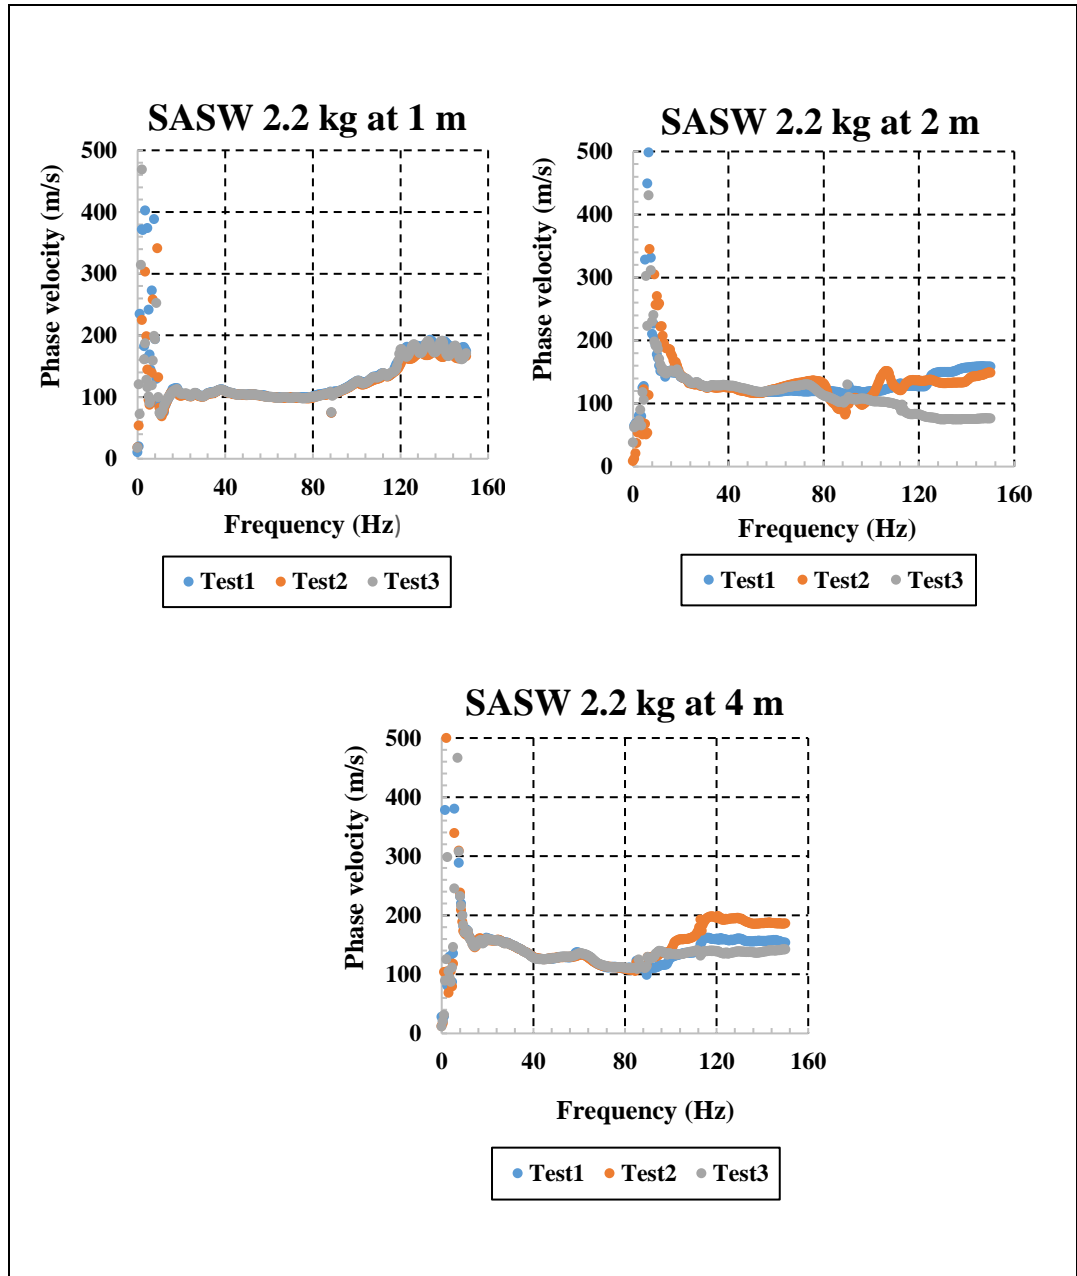 SASW 2.2 kg at 1 m
Phase velocity (m/s)
500
400
300
200
100
0
0 40 80 120 160
Frequency (Hz)
Test1 Test2 Test3
SASW 2.2 kg at 2 m
Phase velocity (m/s)
500
400
300
200
100
0
0 40 80 120 160
Frequency (Hz)
Test1 Test2 Test3
SASW 2.2 kg at 4 m
Phase velocity (m/s)
500
400
300
200
100
0
0 40 80 120 160
Frequency (Hz)
Test1 Test2 Test3